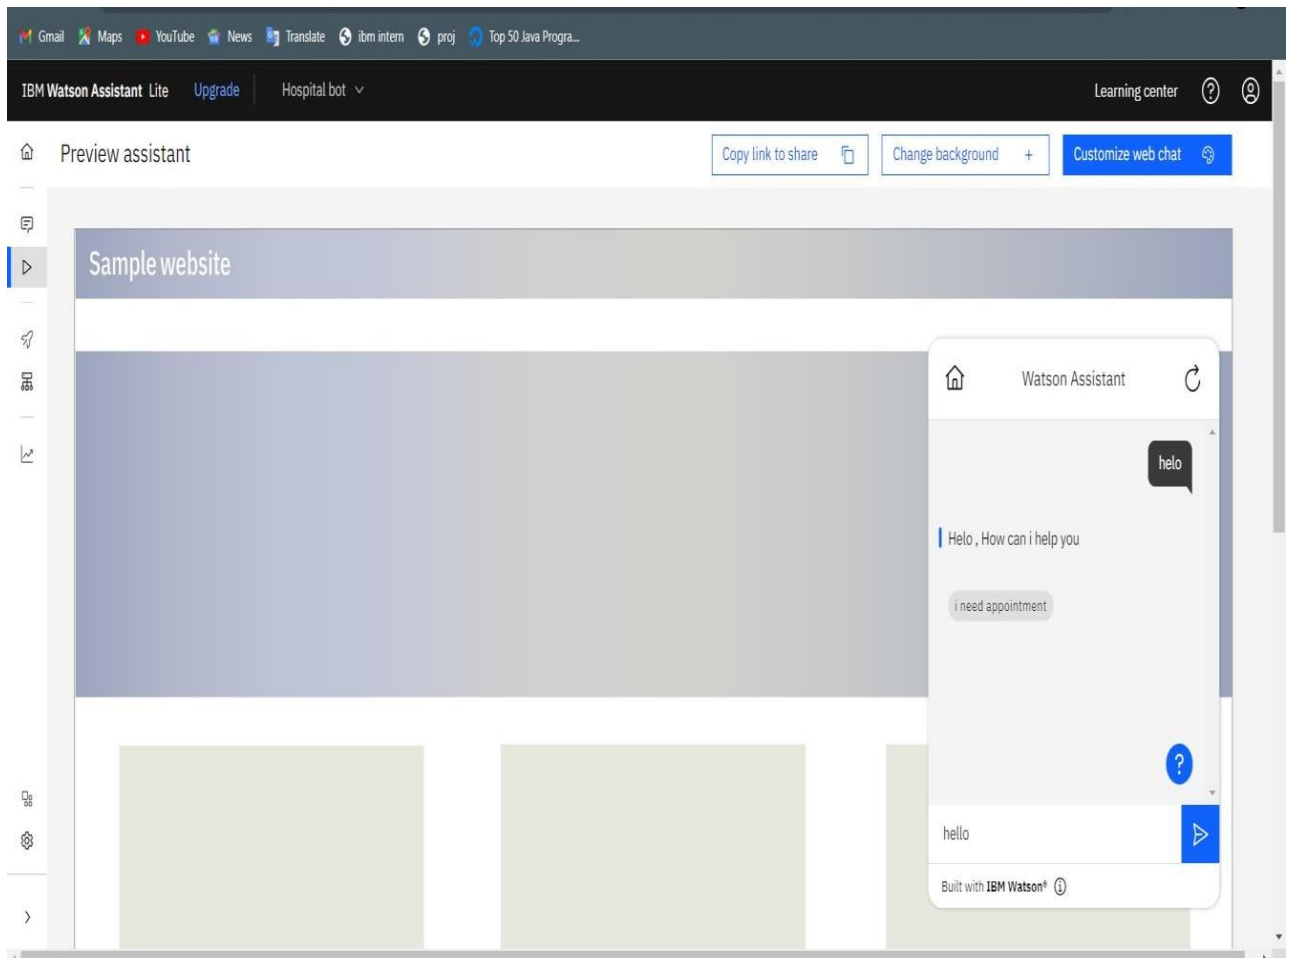 Gmail Maps YouTube News Translate ibm intern proj Top 50 Java Progra...
IBM Watson Assistant Lite Upgrade Hospital bot Learning center
Preview assistant Copy link to share Change background + Customize web chat
Sample website
Watson Assistant
helo
Helo , How can i help you
i need appointment
?
hello
Built with IBM Watson®